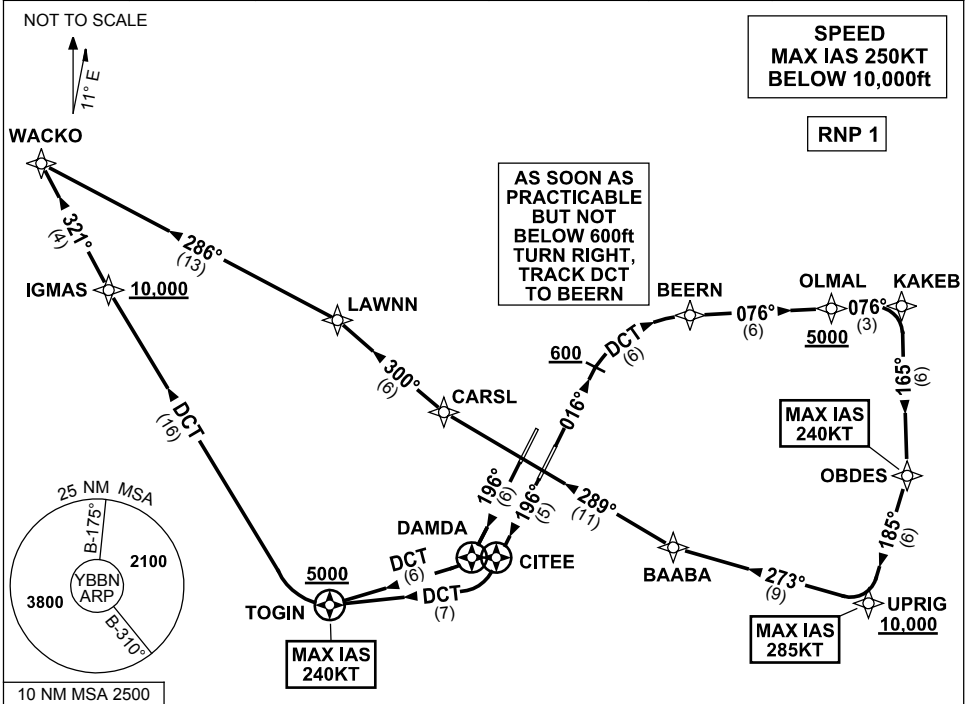 NOT TO SCALE
11° E
SPEED
MAX IAS 250KT
BELOW 10,000ft
RNP 1
WACKO
321°
(4)
286°
(13)
IGMAS
10,000
LAWNN
AS SOON AS
PRACTICABLE
BUT NOT
BELOW 600ft
TURN RIGHT,
TRACK DCT
TO BEERN
BEERN
076°
(6)
OLMAL
5000
076°
(3)
KAKEB
600
DCT
(6)
016°
165°
(6)
300°
(6)
CARSL
MAX IAS
240KT
OBDES
DCT
(16)
196°
(6)
196°
(5)
289°
(11)
185°
(6)
DAMDA
CITEE
BAABA
273°
(9)
UPRIG
10,000
MAX IAS
285KT
DCT
(6)
DCT
(7)
5000
TOGIN
MAX IAS
240KT
25 NM MSA
B-175°
2100
YBBN
ARP
3800
B-310°
10 NM MSA 2500